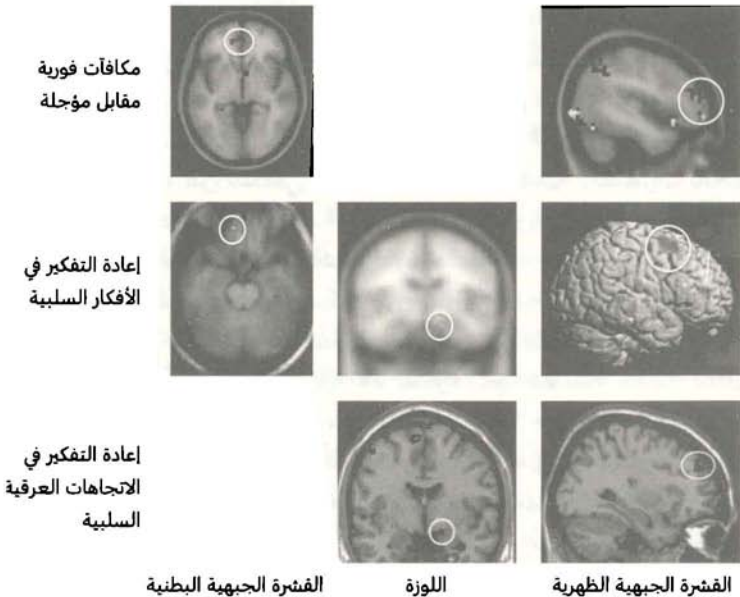 مكافآت فورية
مقابل مؤجلة
إعادة التفكير في
الأفكار السلبية
إعادة التفكير في
الاتجاهات العرقية
السلبية
القشرة الجبهية الظهرية
اللوزة
القشرة الجبهية البطنية